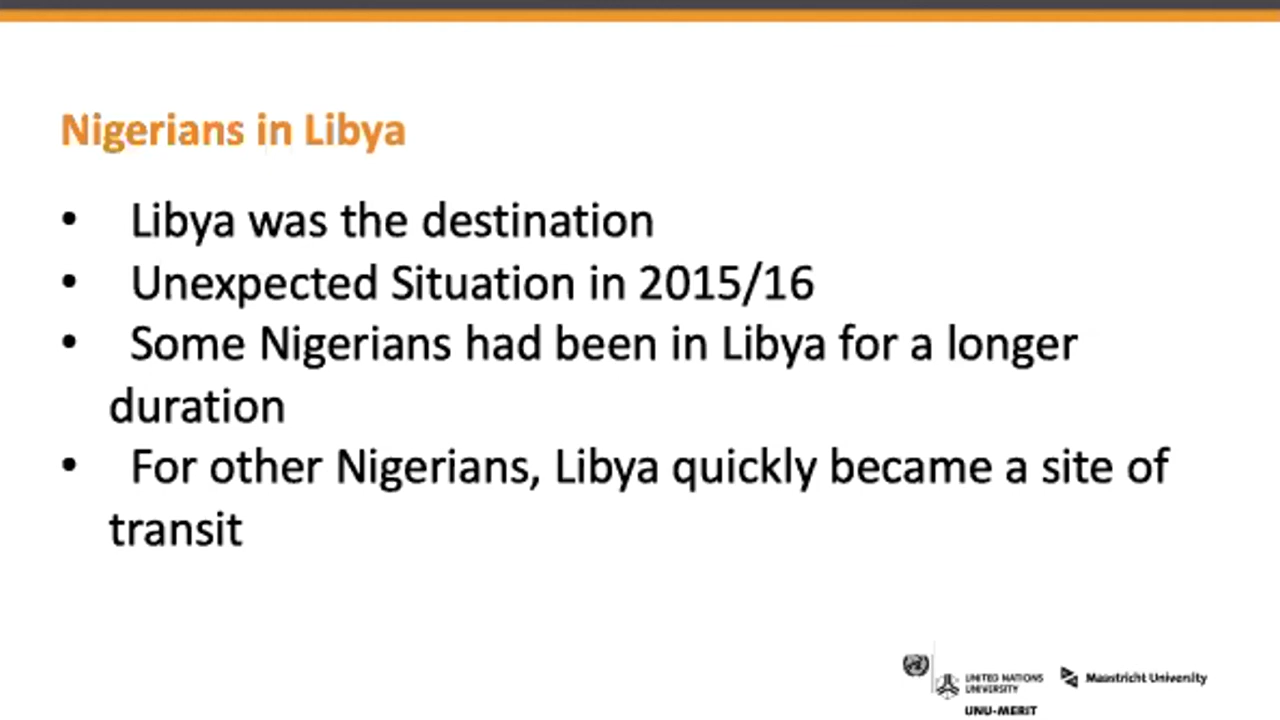 Nigerians in Libya
• Libya was the destination
• Unexpected Situation in 2015/16
• Some Nigerians had been in Libya for a longer
duration
• For other Nigerians, Libya quickly became a site of
transit
UNITED NATIONS
UNIVERSITY
UNU-MERIT
Maastricht University